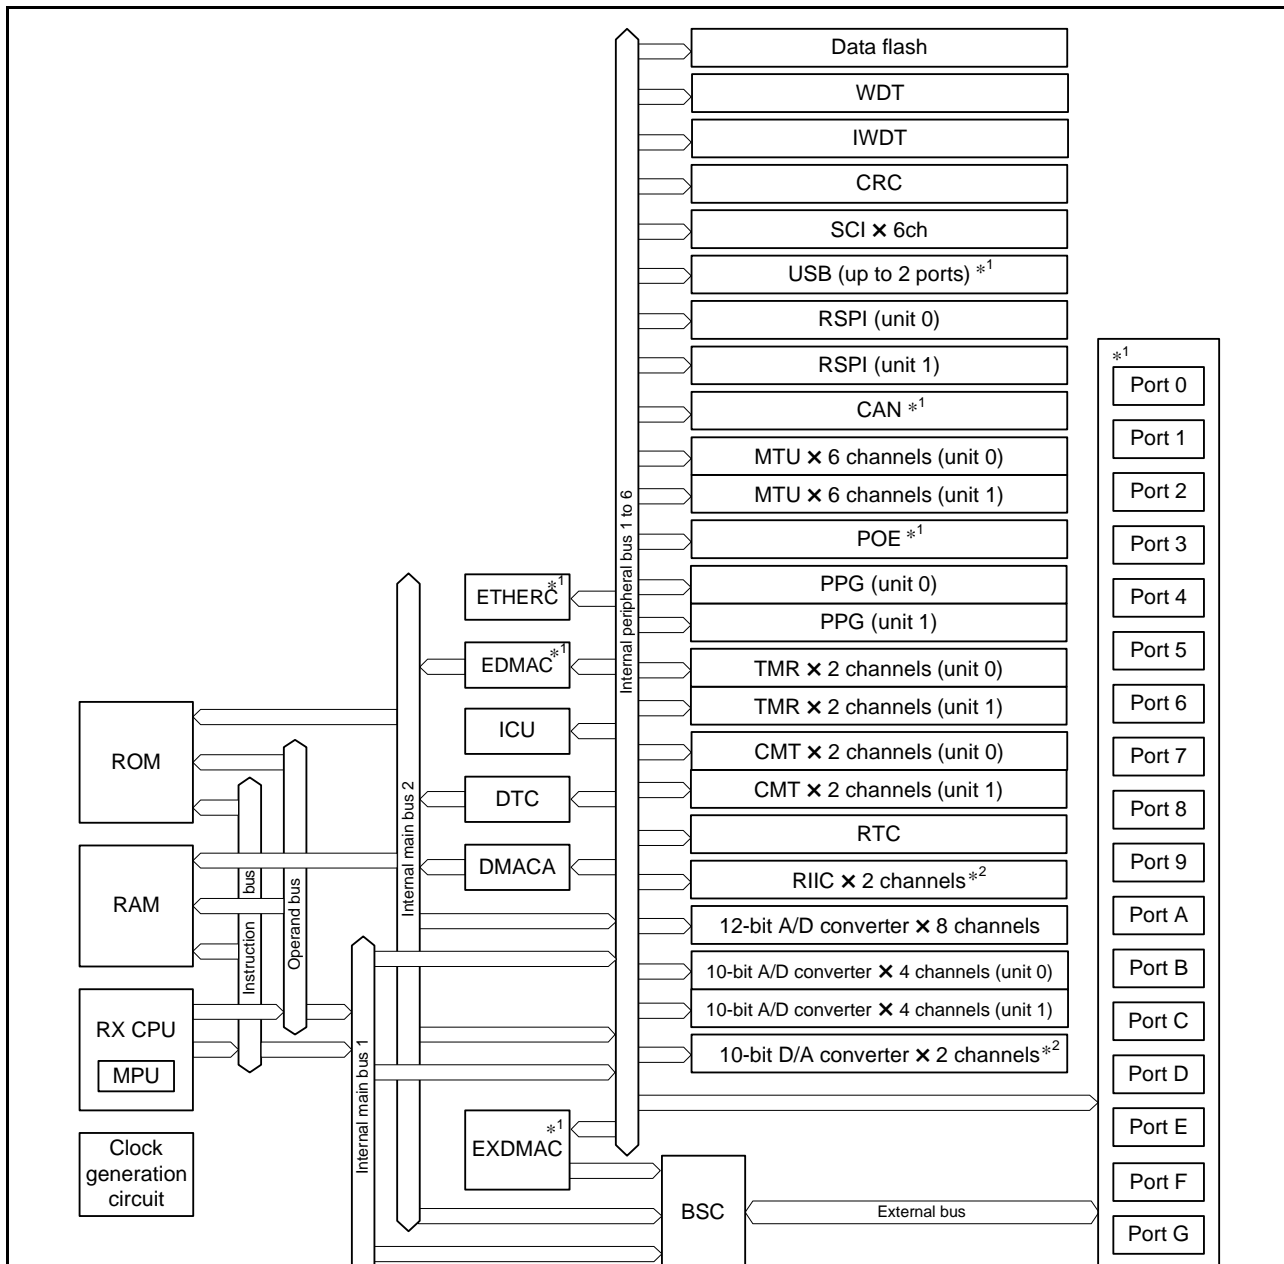 Data flash
WDT
IWDT
CRC
SCI × 6ch
USB (up to 2 ports) *1
RSPI (unit 0)
RSPI (unit 1)
CAN *1
MTU × 6 channels (unit 0)
MTU × 6 channels (unit 1)
POE *1
PPG (unit 0)
PPG (unit 1)
TMR × 2 channels (unit 0)
TMR × 2 channels (unit 1)
CMT × 2 channels (unit 0)
CMT × 2 channels (unit 1)
RTC
RIIC × 2 channels*2
12-bit A/D converter × 8 channels
10-bit A/D converter × 4 channels (unit 0)
10-bit A/D converter × 4 channels (unit 1)
10-bit D/A converter × 2 channels*2
Internal peripheral bus 1 to 6
ETHERC*1
EDMAC*1
ICU
DTC
DMACA
EXDMAC*1
Internal main bus 2
Internal main bus 1
Operand bus
Instruction bus
ROM
RAM
RX CPU
MPU
Clock
generation
circuit
BSC
External bus
*1
Port 0
Port 1
Port 2
Port 3
Port 4
Port 5
Port 6
Port 7
Port 8
Port 9
Port A
Port B
Port C
Port D
Port E
Port F
Port G